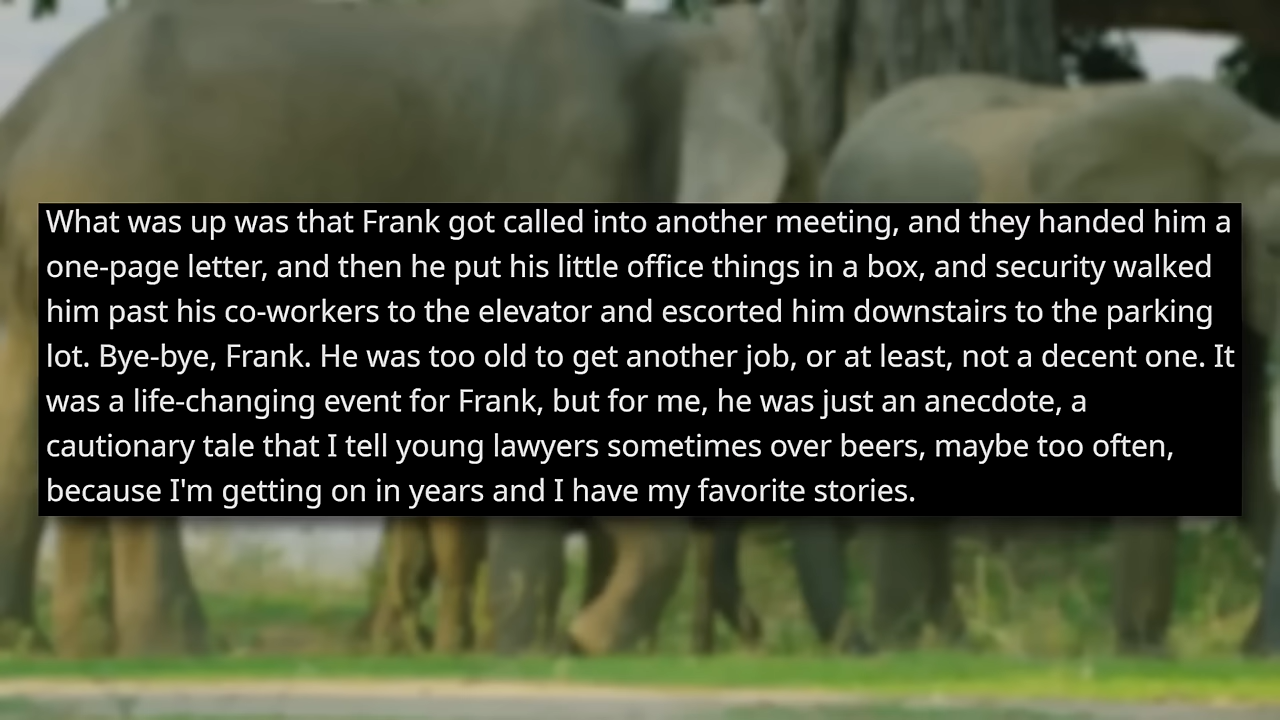 What was up was that Frank got called into another meeting, and they handed him a
one-page letter, and then he put his little office things in a box, and security walked
him past his co-workers to the elevator and escorted him downstairs to the parking
lot. Bye-bye, Frank. He was too old to get another job, or at least, not a decent one. It
was a life-changing event for Frank, but for me, he was just an anecdote, a
cautionary tale that I tell young lawyers sometimes over beers, maybe too often,
because I'm getting on in years and I have my favorite stories.